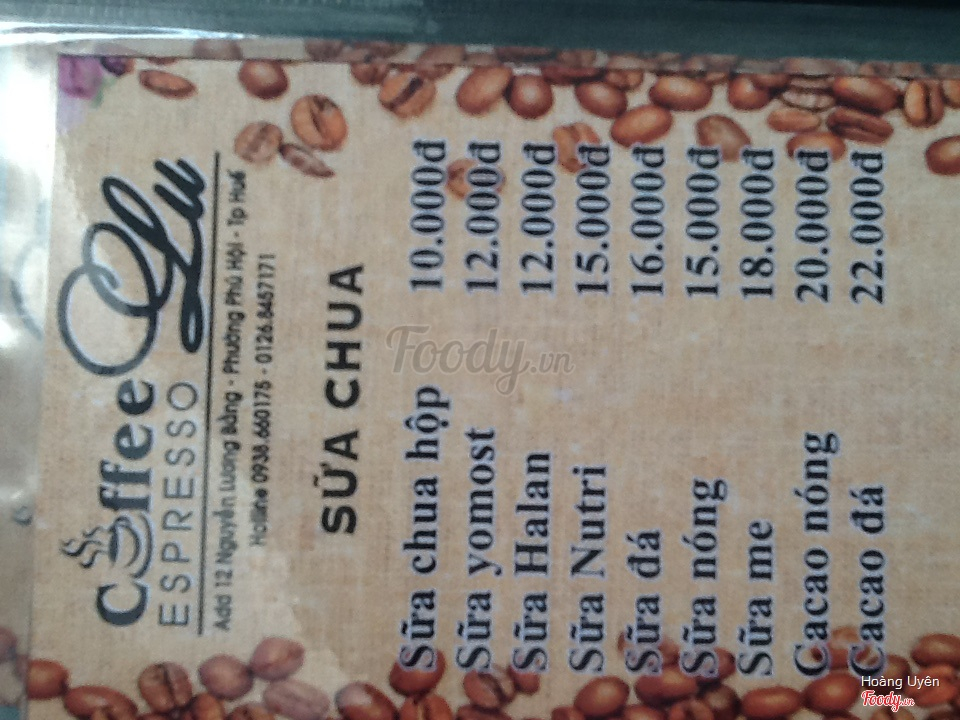 Coffee Lu
ESPRESSO
Add 12 Nguyễn Lương Bằng - Phường Phú Hội - Tp Huế
Hotline 0938.660175 - 0126.8457171
SỮA CHUA
Sữa chua hộp 10.000đ
Sữa yomost 12.000đ
Sữa Halan 12.000đ
Sữa Nutri 15.000đ
Sữa đá 16.000đ
Sữa nóng 15.000đ
Sữa me 18.000đ
Cacao nóng 20.000đ
Cacao đá 22.000đ
Foody.vn
Hoàng Uyên
Foody.vn